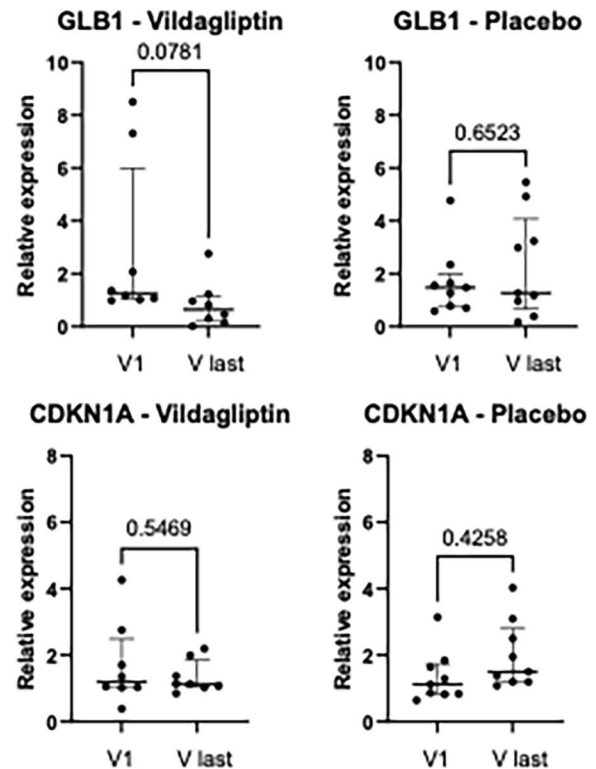 GLB1 - Vildagliptin
0.0781
10
8
6
4
2
0
Relative expression
V1
V last
GLB1 - Placebo
0.6523
10
8
6
4
2
0
Relative expression
V1
V last
CDKN1A - Vildagliptin
0.5469
8
6
4
2
0
Relative expression
V1
V last
CDKN1A - Placebo
0.4258
8
6
4
2
0
Relative expression
V1
V last